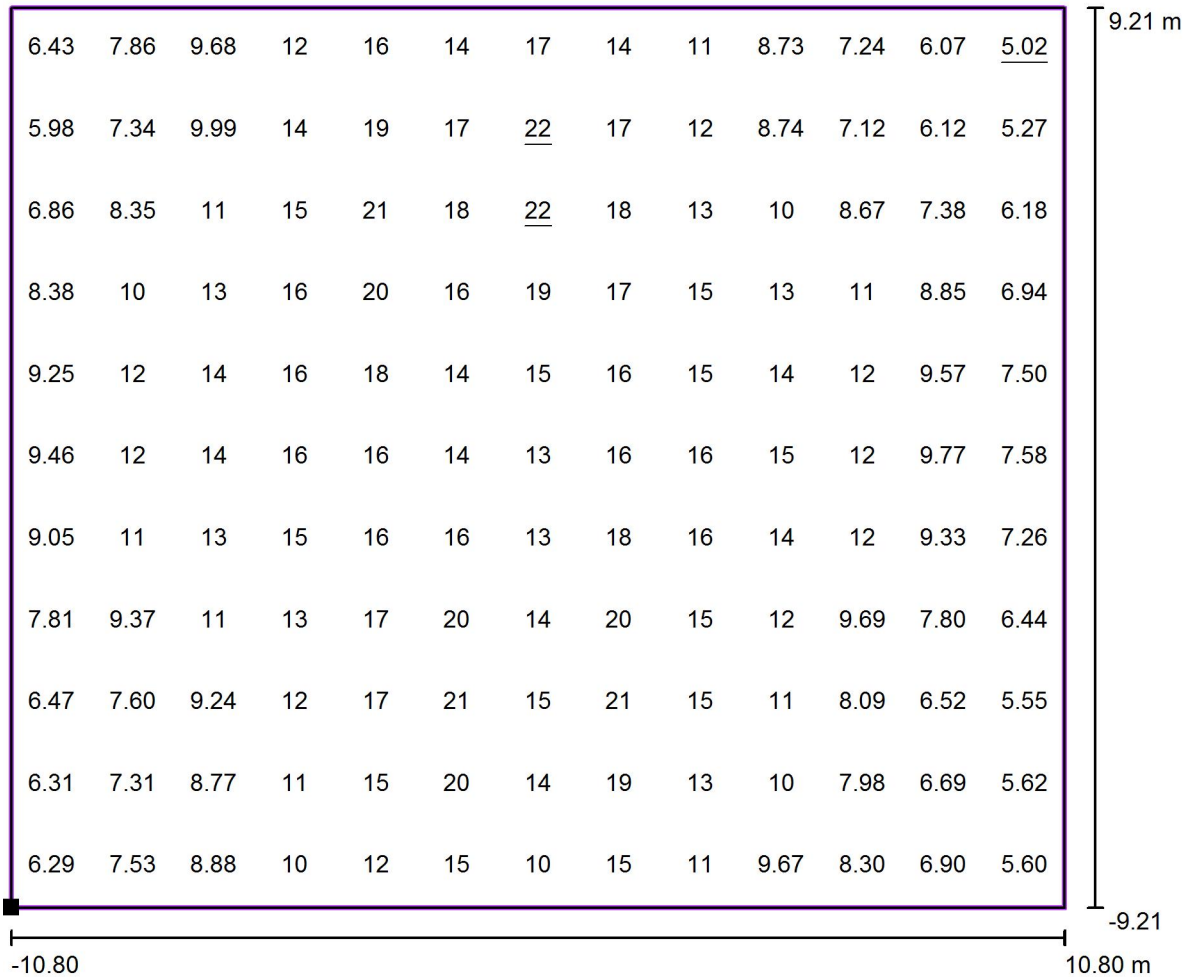 9.21 m
6.43 7.86 9.68 12 16 14 17 14 11 8.73 7.24 6.07 5.02
5.98 7.34 9.99 14 19 17 22 17 12 8.74 7.12 6.12 5.27
6.86 8.35 11 15 21 18 22 18 13 10 8.67 7.38 6.18
8.38 10 13 16 20 16 19 17 15 13 11 8.85 6.94
9.25 12 14 16 18 14 15 16 15 14 12 9.57 7.50
9.46 12 14 16 16 14 13 16 16 15 12 9.77 7.58
9.05 11 13 15 16 16 13 18 16 14 12 9.33 7.26
7.81 9.37 11 13 17 20 14 20 15 12 9.69 7.80 6.44
6.47 7.60 9.24 12 17 21 15 21 15 11 8.09 6.52 5.55
6.31 7.31 8.77 11 15 20 14 19 13 10 7.98 6.69 5.62
6.29 7.53 8.88 10 12 15 10 15 11 9.67 8.30 6.90 5.60
-9.21
-10.80 10.80 m